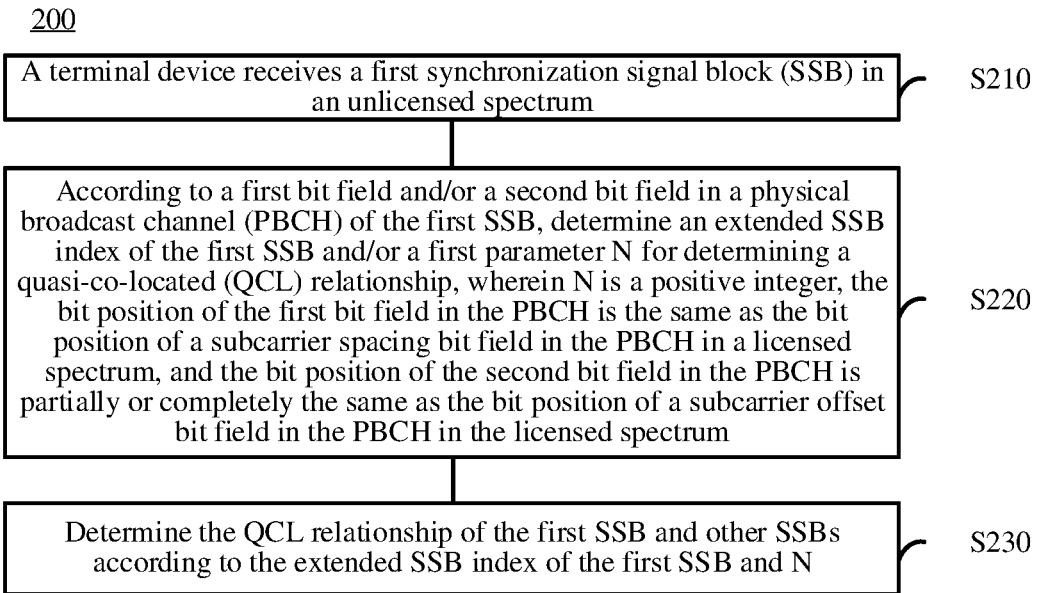 200
A terminal device receives a first synchronization signal block (SSB) in
an unlicensed spectrum
S210
According to a first bit field and/or a second bit field in a physical
broadcast channel (PBCH) of the first SSB, determine an extended SSB
index of the first SSB and/or a first parameter N for determining a
quasi-co-located (QCL) relationship, wherein N is a positive integer, the
bit position of the first bit field in the PBCH is the same as the bit
position of a subcarrier spacing bit field in the PBCH in a licensed
spectrum, and the bit position of the second bit field in the PBCH is
partially or completely the same as the bit position of a subcarrier offset
bit field in the PBCH in the licensed spectrum
S220
Determine the QCL relationship of the first SSB and other SSBs
according to the extended SSB index of the first SSB and N
S230